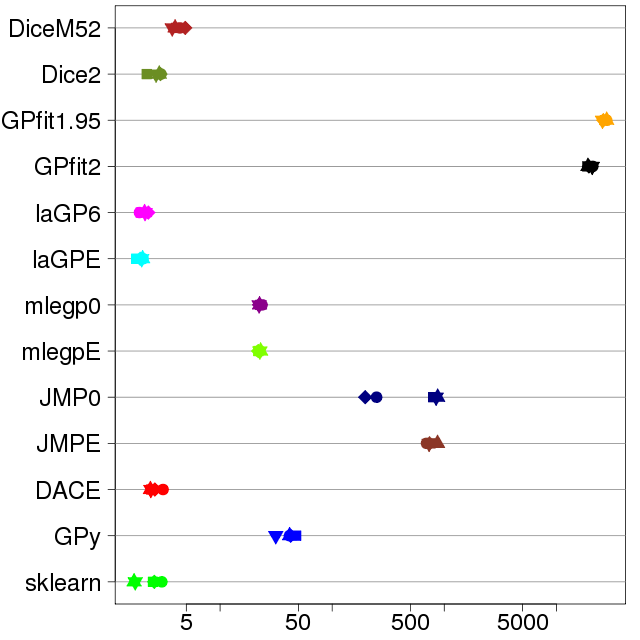 DiceM52
Dice2
GPfit1.95
GPfit2
laGP6
laGPE
mlegp0
mlegpE
JMP0
JMPE
DACE
GPy
sklearn
5 50 500 5000